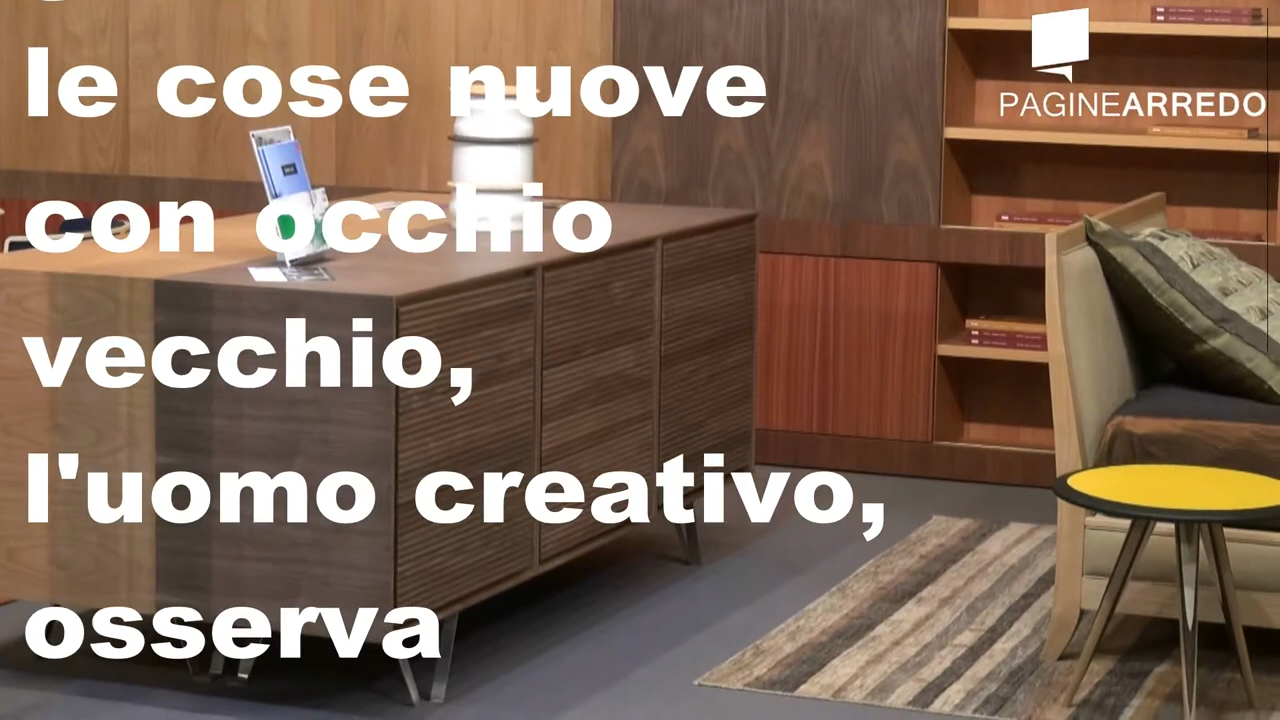 le cose nuove
con occhio
vecchio,
l'uomo creativo,
osserva
PAGINEARREDO